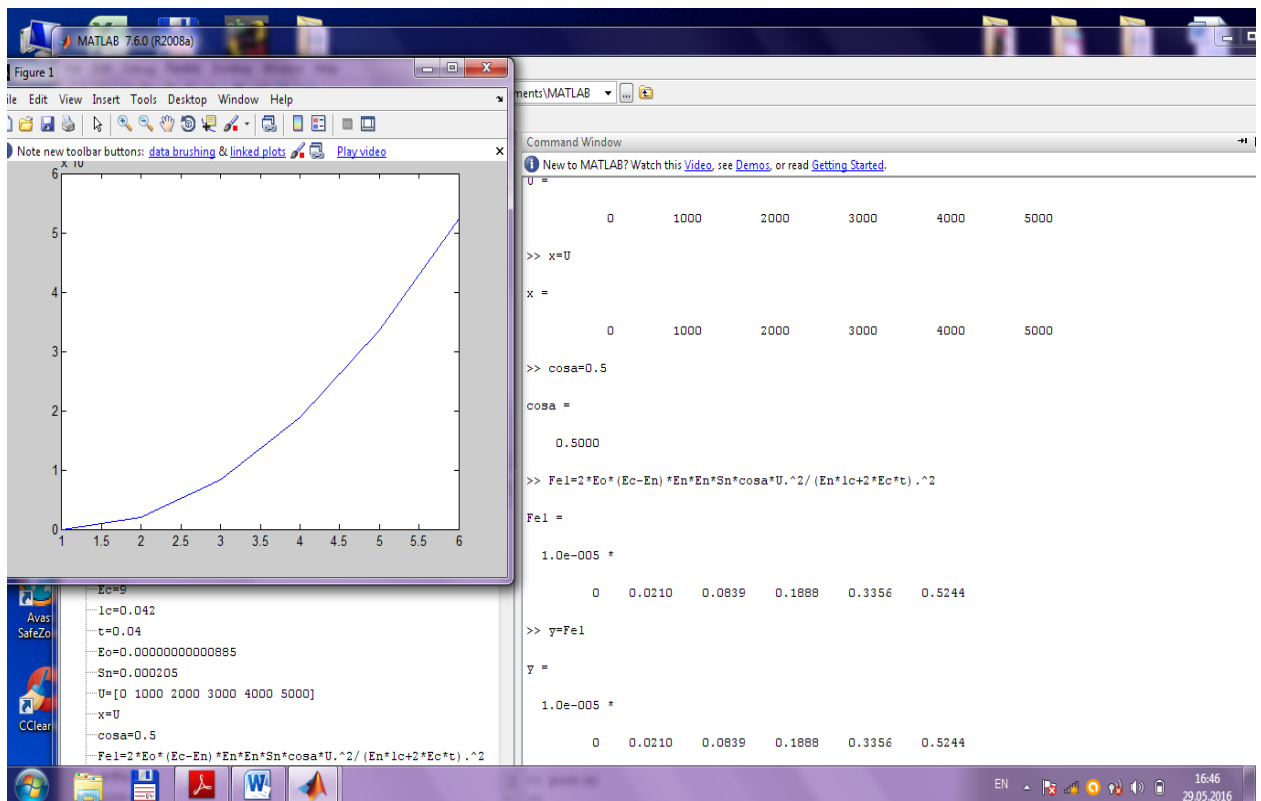 MATLAB 7.6.0 (R2008a)
Figure 1
ile Edit View Insert Tools Desktop Window Help
Note new toolbar buttons: data brushing & linked plots Play video
x 10
6
5
4
3
2
1
0
1 1.5 2 2.5 3 3.5 4 4.5 5 5.5 6
ments\MATLAB
Command Window
New to MATLAB? Watch this Video, see Demos, or read Getting Started.
U =
0 1000 2000 3000 4000 5000
>> x=U
x =
0 1000 2000 3000 4000 5000
>> cosa=0.5
cosa =
0.5000
>> Fel=2*Eo*(Ec-En)*En*En*Sn*cosa*U.^2/(En*lc+2*Ec*t).^2
Fel =
1.0e-005 *
0 0.0210 0.0839 0.1888 0.3356 0.5244
>> y=Fel
y =
1.0e-005 *
0 0.0210 0.0839 0.1888 0.3356 0.5244
Ec=9
lc=0.042
t=0.04
Eo=0.00000000000885
Sn=0.000205
U=[0 1000 2000 3000 4000 5000]
x=U
cosa=0.5
Fel=2*Eo*(Ec-En)*En*En*Sn*cosa*U.^2/(En*lc+2*Ec*t).^2
Avas
SafeZo
CClear
EN
16:46
29.05.2016